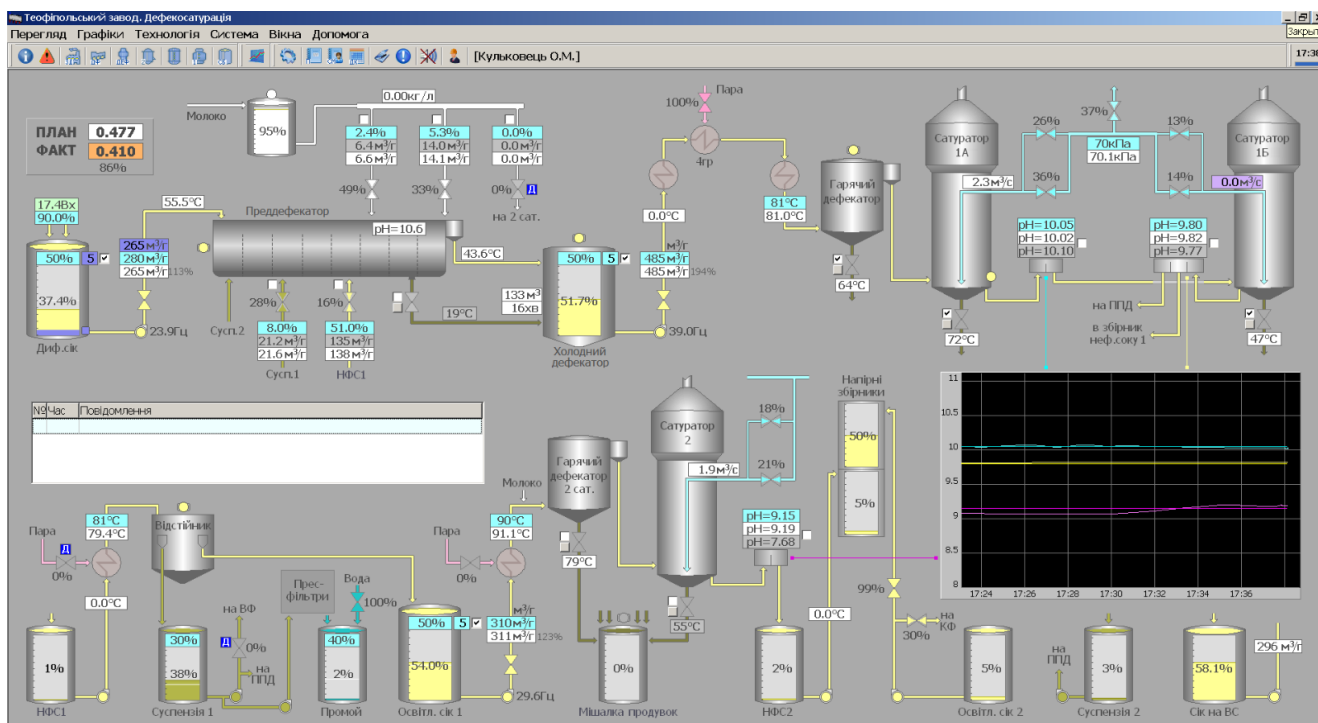 Теофіпольський завод. Дефекосатурація
Перегляд Графіки Технологія Система Вікна Допомога
Закрыт
[Кульковець О.М.]
17:38
ПЛАН 0.477
ФАКТ 0.410
86%
Молоко
95%
0.00кг/л
2.4% 5.3% 0.0%
6.4м³/г 14.0м³/г 0.0м³/г
6.6м³/г 14.1м³/г 0.0м³/г
49% 33% 0% Д
на 2 сат.
Пара
100%
4гр
0.0°C
81°C
81.0°C
Гарячий
дефекатор
64°C
Сатуратор
1А
2.3м³/с
72°C
37%
26% 13%
70кПа
70.1кПа
36% 14%
Сатуратор
1Б
0.0м³/с
47°C
pH=10.05
pH=10.02
pH=10.10
pH=9.80
pH=9.82
pH=9.77
на ППД
в збірник
неф.соку 1
17.4Вх
90.0%
55.5°C
50% 5
37.4%
Диф.сік
265м³/г
280м³/г
265м³/г 113%
23.9Гц
Преддефекатор
pH=10.6
43.6°C
19°C
28% 16%
Сусп.2
8.0% 51.0%
21.2м³/г 135м³/г
21.6м³/г 138м³/г
Сусп.1 НФС1
133м³
16хв
50% 5
51.7%
Холодний
дефекатор
м³/г
485м³/г
485м³/г 194%
39.0Гц
№ Час Повідомлення
Пара
Д
0%
81°C
79.4°C
0.0°C
1%
НФС1
Відстійник
30%
38%
Суспензія 1
на ВФ
Д 0%
на
ППД
Прес-
фільтри
Вода
100%
40%
2%
Промой
50% 5
54.0%
Освітл. сік 1
м³/г
310м³/г
311м³/г 123%
29.6Гц
Пара
0%
90°C
91.1°C
Молоко
Гарячий
дефекатор
2 сат.
79°C
Сатуратор
2
1.9м³/с
18%
21%
55°C
0%
Мішалка продувок
pH=9.15
pH=9.19
pH=7.68
2%
НФС2
0.0°C
Напірні
збірники
50%
5%
99%
на
КФ
30%
5%
Освітл. сік 2
на
ППД
3%
Суспензія 2
58.1%
Сік на ВС
296 м³/г
11
10.5
10
9.5
9
8.5
8
17:24 17:26 17:28 17:30 17:32 17:34 17:36